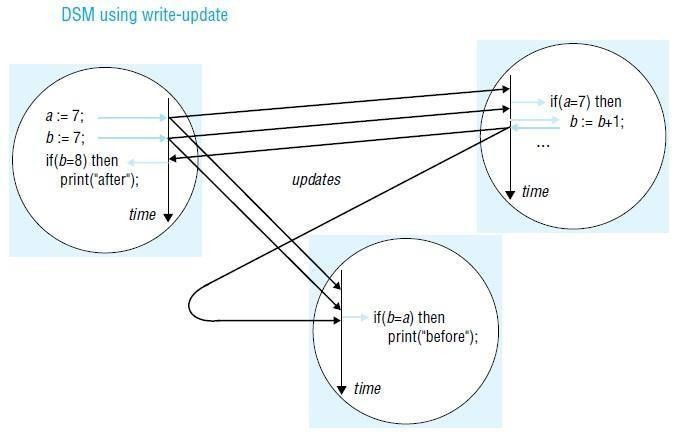 DSM using write-update
a := 7;
b := 7;
if(b=8) then
print("after");
time
updates
if(a=7) then
b := b+1;
...
time
if(b=a) then
print("before");
time